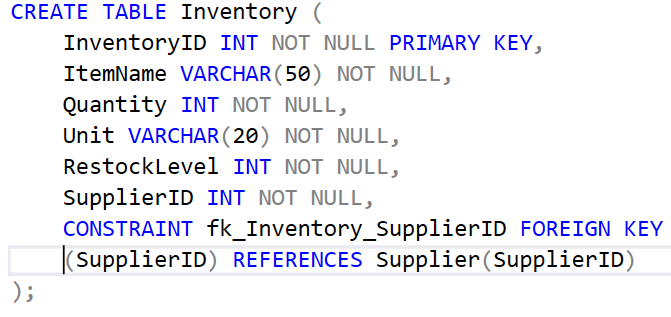 CREATE TABLE Inventory (
    InventoryID INT NOT NULL PRIMARY KEY,
    ItemName VARCHAR(50) NOT NULL,
    Quantity INT NOT NULL,
    Unit VARCHAR(20) NOT NULL,
    RestockLevel INT NOT NULL,
    SupplierID INT NOT NULL,
    CONSTRAINT fk_Inventory_SupplierID FOREIGN KEY
    (SupplierID) REFERENCES Supplier(SupplierID)
);